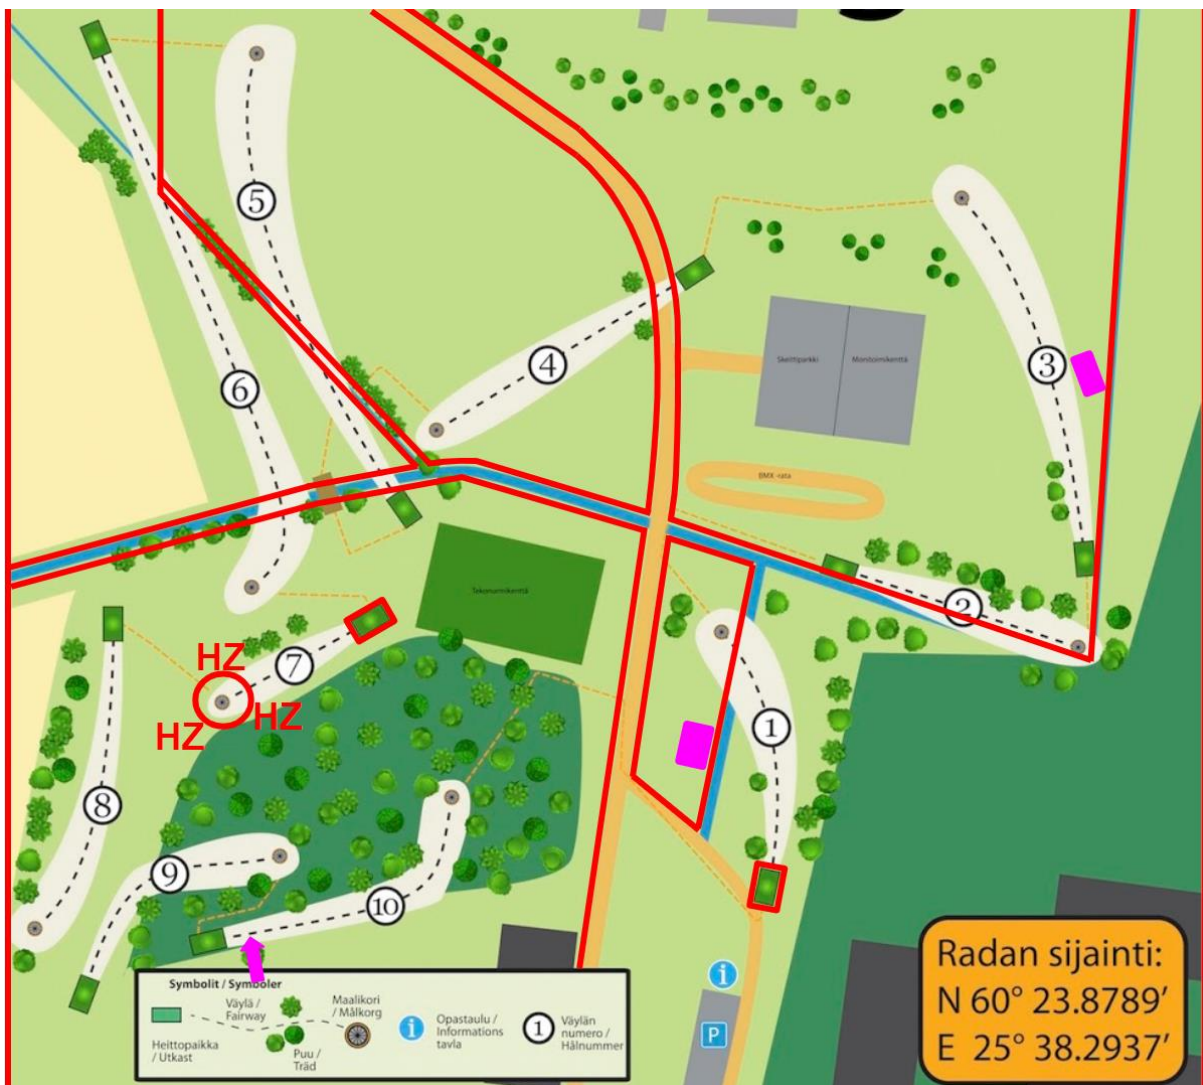 5
6
4
3
Skeittiparkki
Monitoimikenttä
BMX -rata
2
Tekonurmikenttä
HZ
7
HZ
HZ
1
8
9
10
Radan sijainti:
N 60° 23.8789’
E 25° 38.2937’
i
P
Symbolit / Symboler
Heittopaikka
/ Utkast
Väylä /
Fairway
Puu /
Träd
Maalikori
/ Målkorg
i
Opastaulu /
Informations
tavla
1
Väylän
numero /
Hålnummer